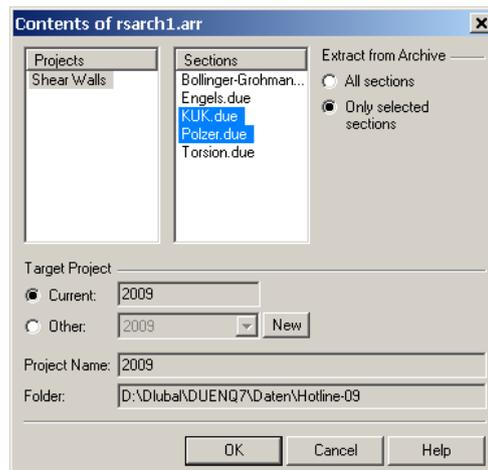 Contents of rsarch1.arr
Projects
Shear Walls
Sections
Bollinger-Grohman...
Engels.due
KUK.due
Polzer.due
Torsion.due
Extract from Archive
All sections
Only selected
sections
Target Project
Current: 2009
Other: 2009 New
Project Name: 2009
Folder: D:\Dlubal\DUENQ7\Daten\Hotline-09
OK Cancel Help